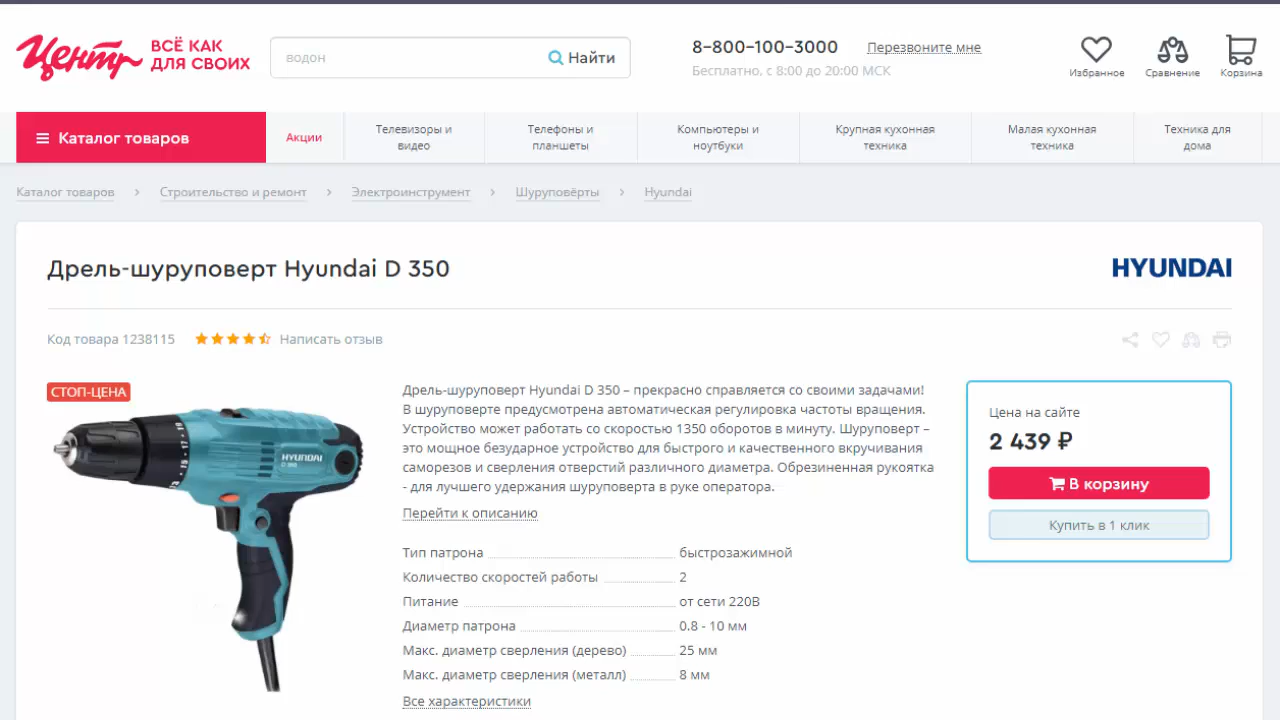 Центр
ВСЁ КАК
ДЛЯ СВОИХ
водон
Найти
8-800-100-3000
Перезвоните мне
Бесплатно, с 8:00 до 20:00 МСК
Избранное
Сравнение
Корзина
Каталог товаров
Акции
Телевизоры и
видео
Телефоны и
планшеты
Компьютеры и
ноутбуки
Крупная кухонная
техника
Малая кухонная
техника
Техника для
дома
Каталог товаров > Строительство и ремонт > Электроинструмент > Шуруповёрты > Hyundai
Дрель-шуруповерт Hyundai D 350
HYUNDAI
Код товара 1238115
Написать отзыв
СТОП-ЦЕНА
HYUNDAI
D 350
Дрель-шуруповерт Hyundai D 350 – прекрасно справляется со своими задачами!
В шуруповерте предусмотрена автоматическая регулировка частоты вращения.
Устройство может работать со скоростью 1350 оборотов в минуту. Шуруповерт –
это мощное безударное устройство для быстрого и качественного вкручивания
саморезов и сверления отверстий различного диаметра. Обрезиненная рукоятка
- для лучшего удержания шуруповерта в руке оператора.
Перейти к описанию
Тип патрона быстрозажимной
Количество скоростей работы 2
Питание от сети 220В
Диаметр патрона 0.8 - 10 мм
Макс. диаметр сверления (дерево) 25 мм
Макс. диаметр сверления (металл) 8 мм
Все характеристики
Цена на сайте
2 439 ₽
В корзину
Купить в 1 клик